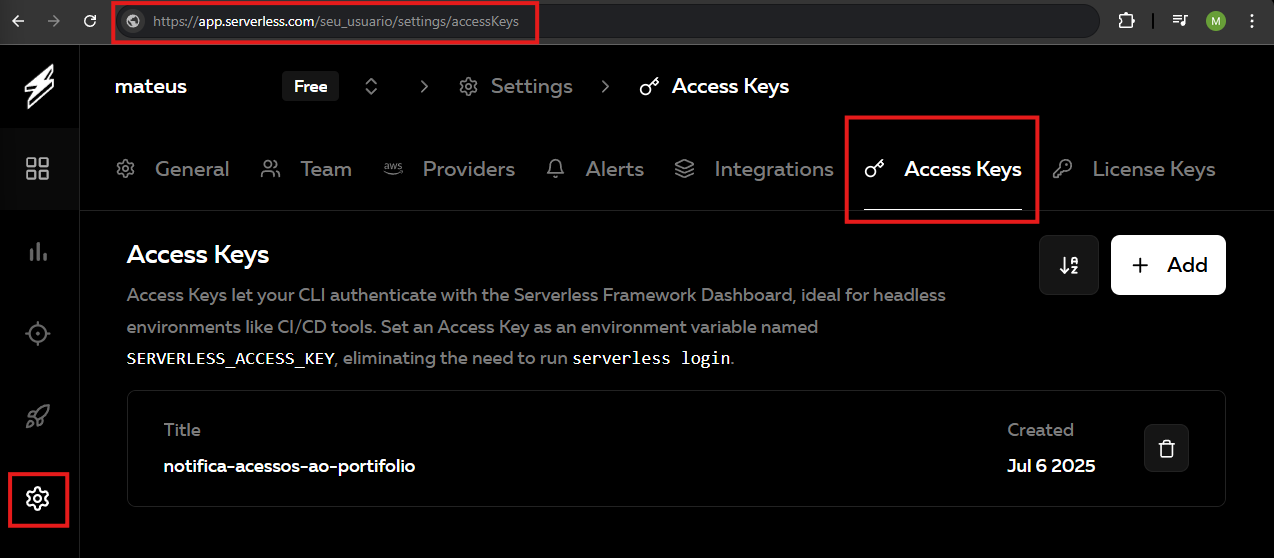 https://app.serverless.com/seu_usuario/settings/accessKeys
M
mateus Free Settings Access Keys
General Team aws Providers Alerts Integrations Access Keys License Keys
Access Keys
A Z
+ Add
Access Keys let your CLI authenticate with the Serverless Framework Dashboard, ideal for headless
environments like CI/CD tools. Set an Access Key as an environment variable named
SERVERLESS_ACCESS_KEY, eliminating the need to run serverless login.
Title Created
notifica-acessos-ao-portifolio Jul 6 2025